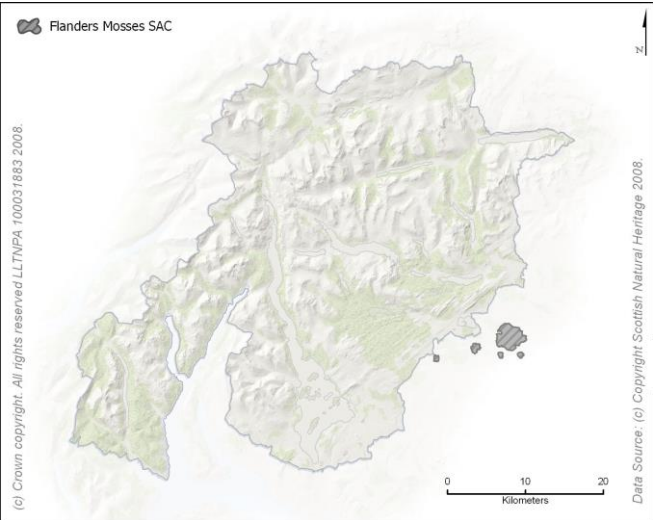 Flanders Mosses SAC
N
(c) Crown copyright. All rights reserved LLTNPA 100031883 2008.
Data Source: (c) Copyright Scottish Natural Heritage 2008.
0 10 20
Kilometers